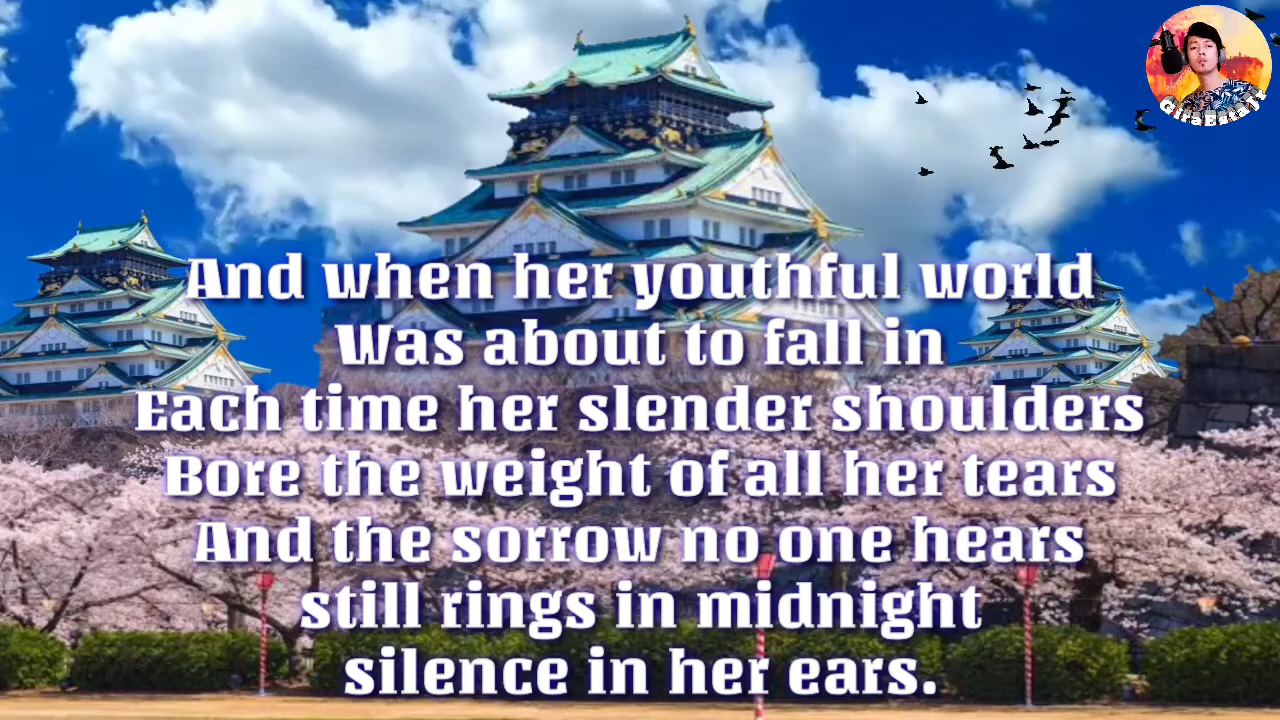 GiraEstaJr
And when her youthful world
Was about to fall in
Each time her slender shoulders
Bore the weight of all her tears
And the sorrow no one hears
still rings in midnight
silence in her ears.